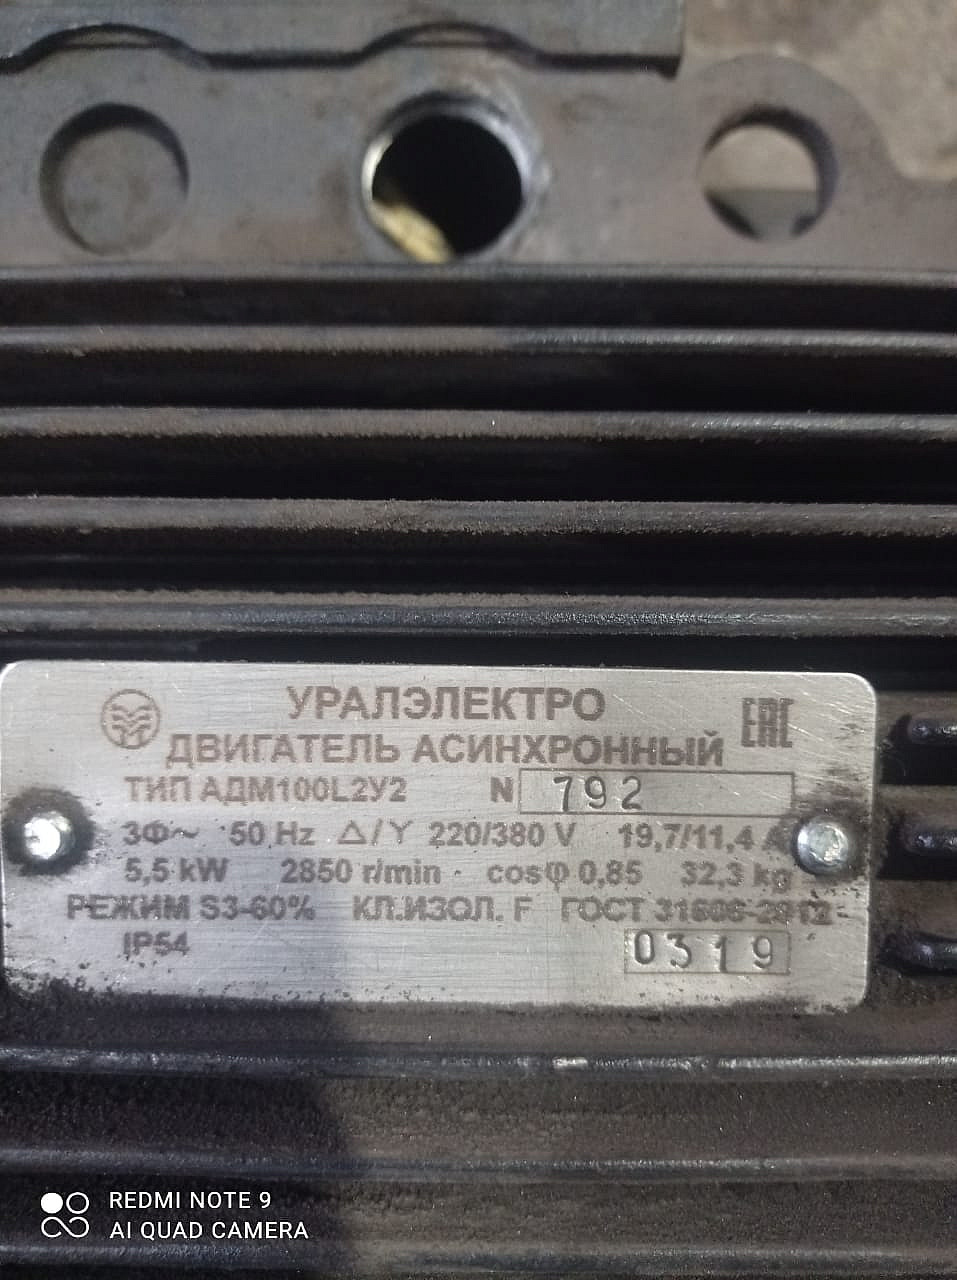 УРАЛЭЛЕКТРО
EAC
ДВИГАТЕЛЬ АСИНХРОННЫЙ
ТИП АДМ100L2У2 N 792
3Ф~ 50 Hz Δ/Y 220/380 V 19,7/11,4 A
5,5 kW 2850 r/min cosφ 0,85 32,3 kg
РЕЖИМ S3-60% КЛ.ИЗОЛ. F ГОСТ 31606-2012
IP54 0319
REDMI NOTE 9
AI QUAD CAMERA